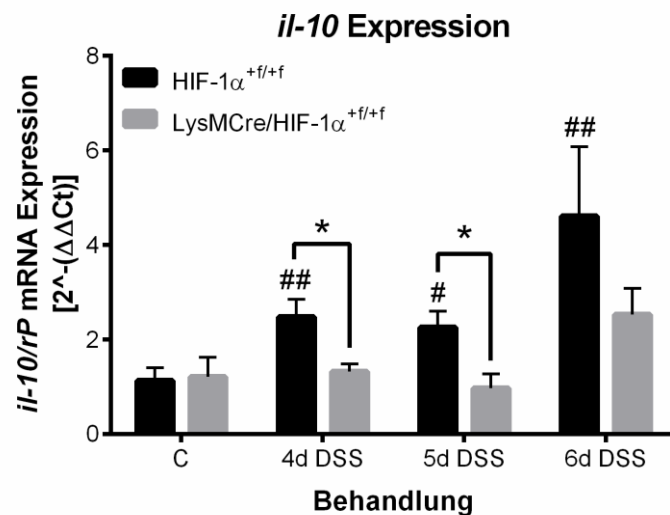 il-10 Expression
HIF-1α+f/+f
LysMCre/HIF-1α+f/+f
il-10/rP mRNA Expression
[2^-(ΔΔCt)]
8
6
4
2
0
##
*
#
*
##
C
4d DSS
5d DSS
6d DSS
Behandlung